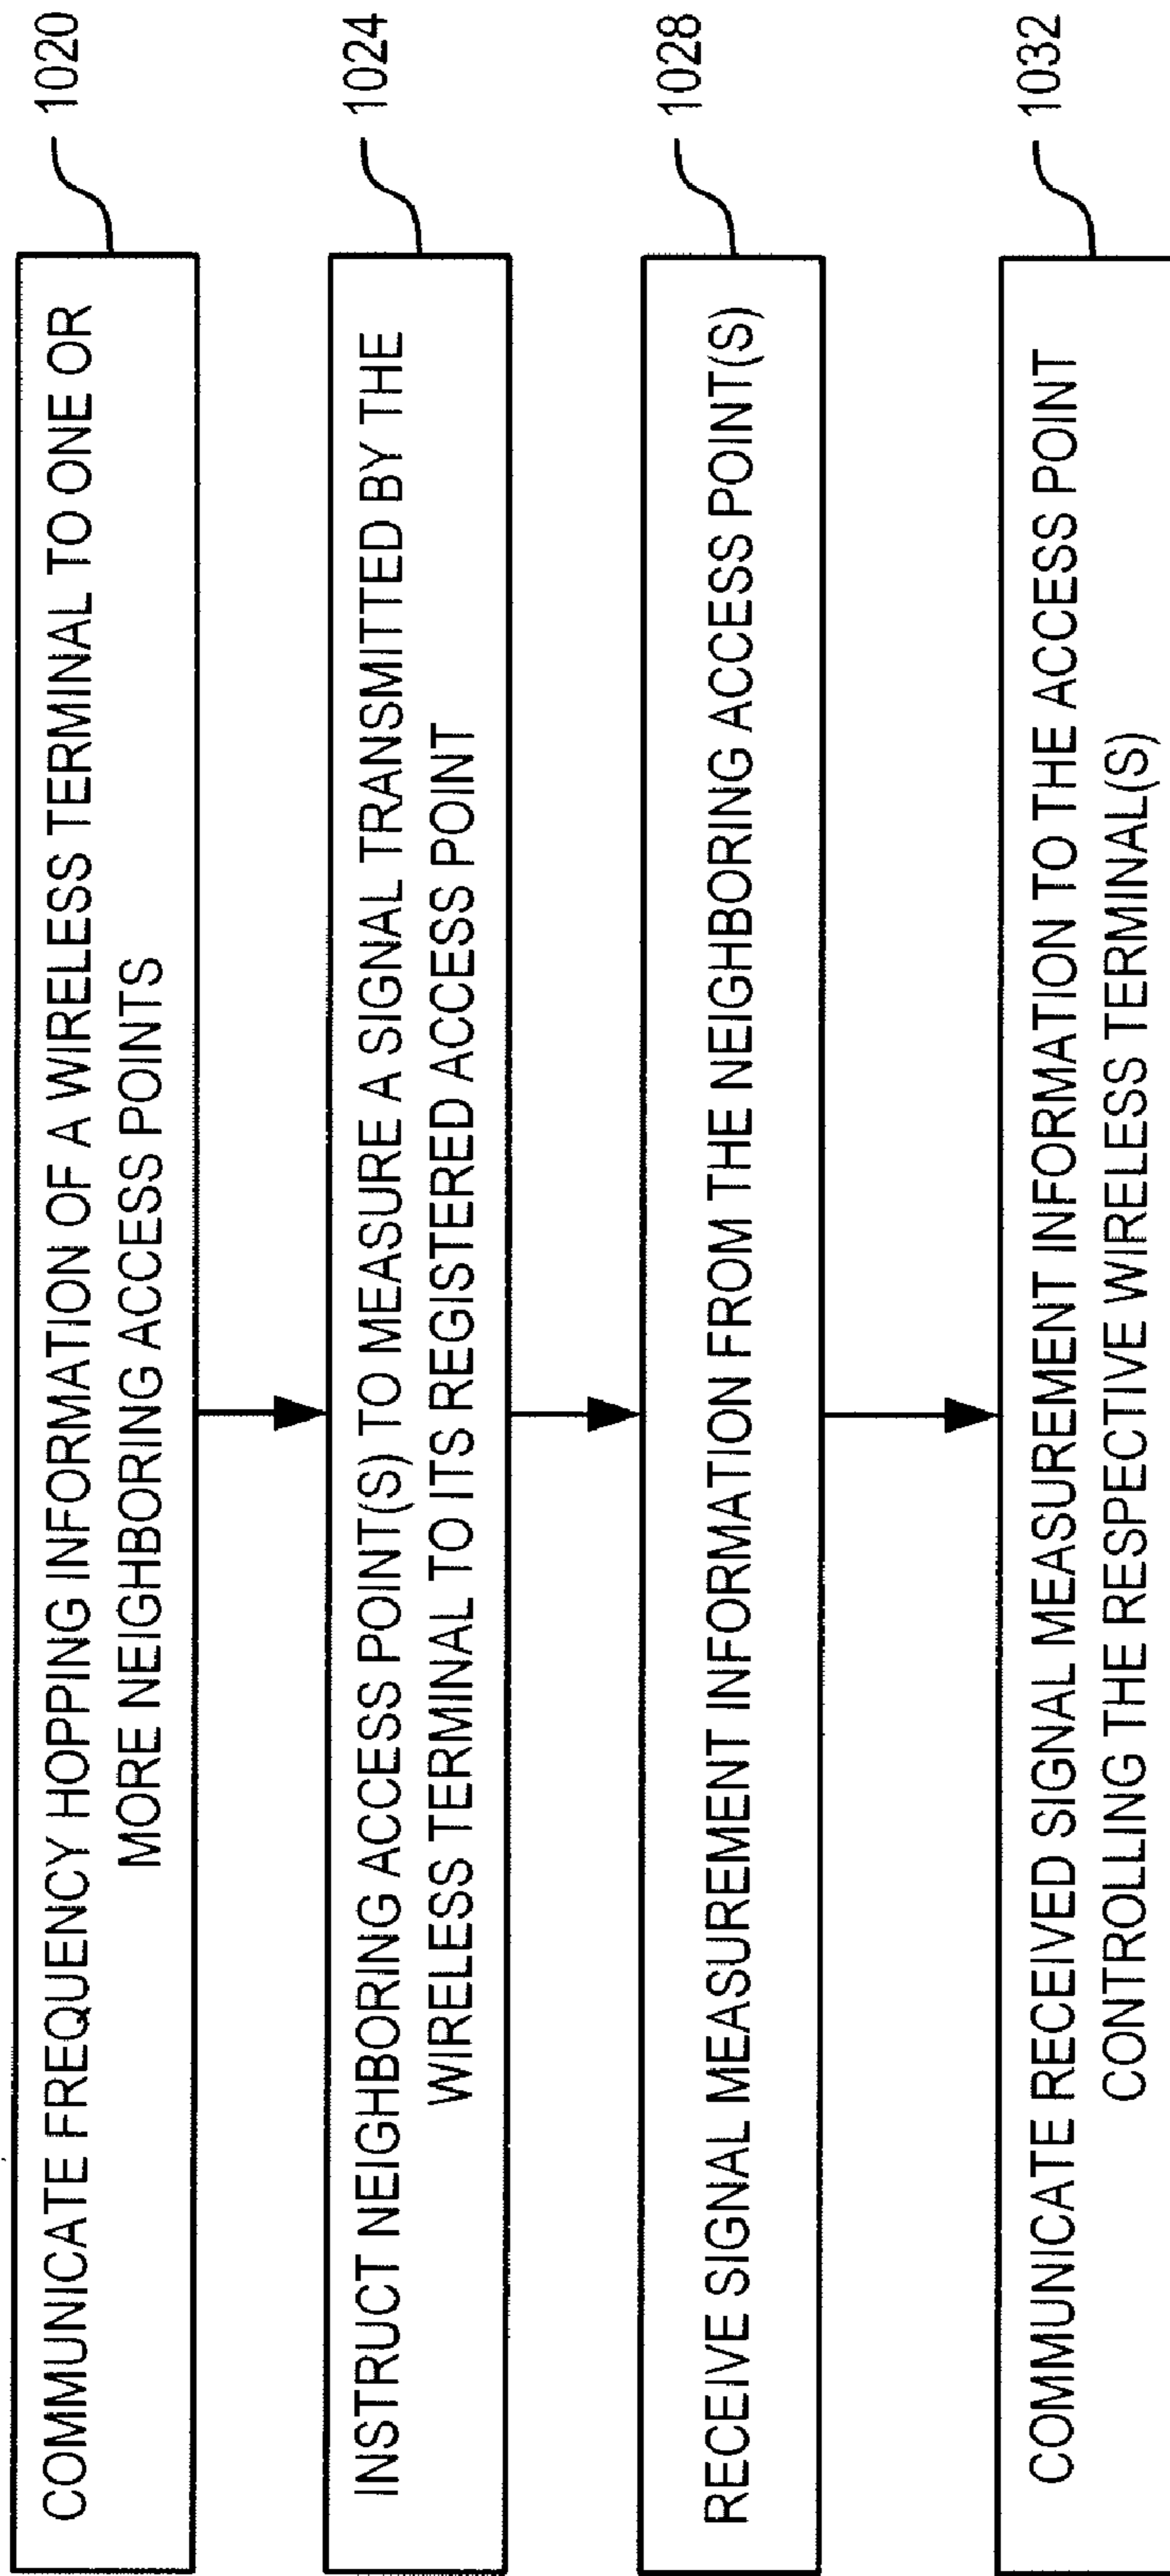 COMMUNICATE FREQUENCY HOPPING INFORMATION OF A WIRELESS TERMINAL TO ONE OR
MORE NEIGHBORING ACCESS POINTS
1020
INSTRUCT NEIGHBORING ACCESS POINT(S) TO MEASURE A SIGNAL TRANSMITTED BY THE
WIRELESS TERMINAL TO ITS REGISTERED ACCESS POINT
1024
RECEIVE SIGNAL MEASUREMENT INFORMATION FROM THE NEIGHBORING ACCESS POINT(S)
1028
COMMUNICATE RECEIVED SIGNAL MEASUREMENT INFORMATION TO THE ACCESS POINT
CONTROLLING THE RESPECTIVE WIRELESS TERMINAL(S)
1032